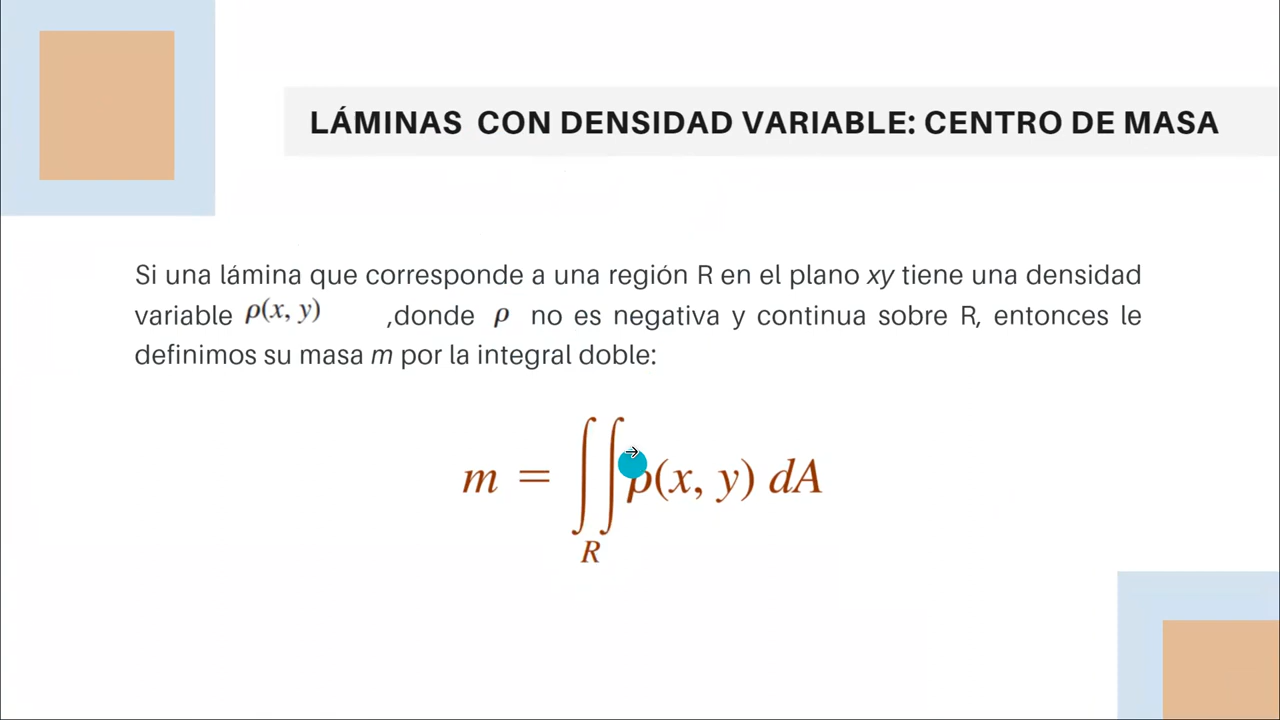 LÁMINAS CON DENSIDAD VARIABLE: CENTRO DE MASA
Si una lámina que corresponde a una región R en el plano xy tiene una densidad
variable ρ(x, y) ,donde ρ no es negativa y continua sobre R, entonces le
definimos su masa m por la integral doble:
m = ∬ ρ(x, y) dA
R